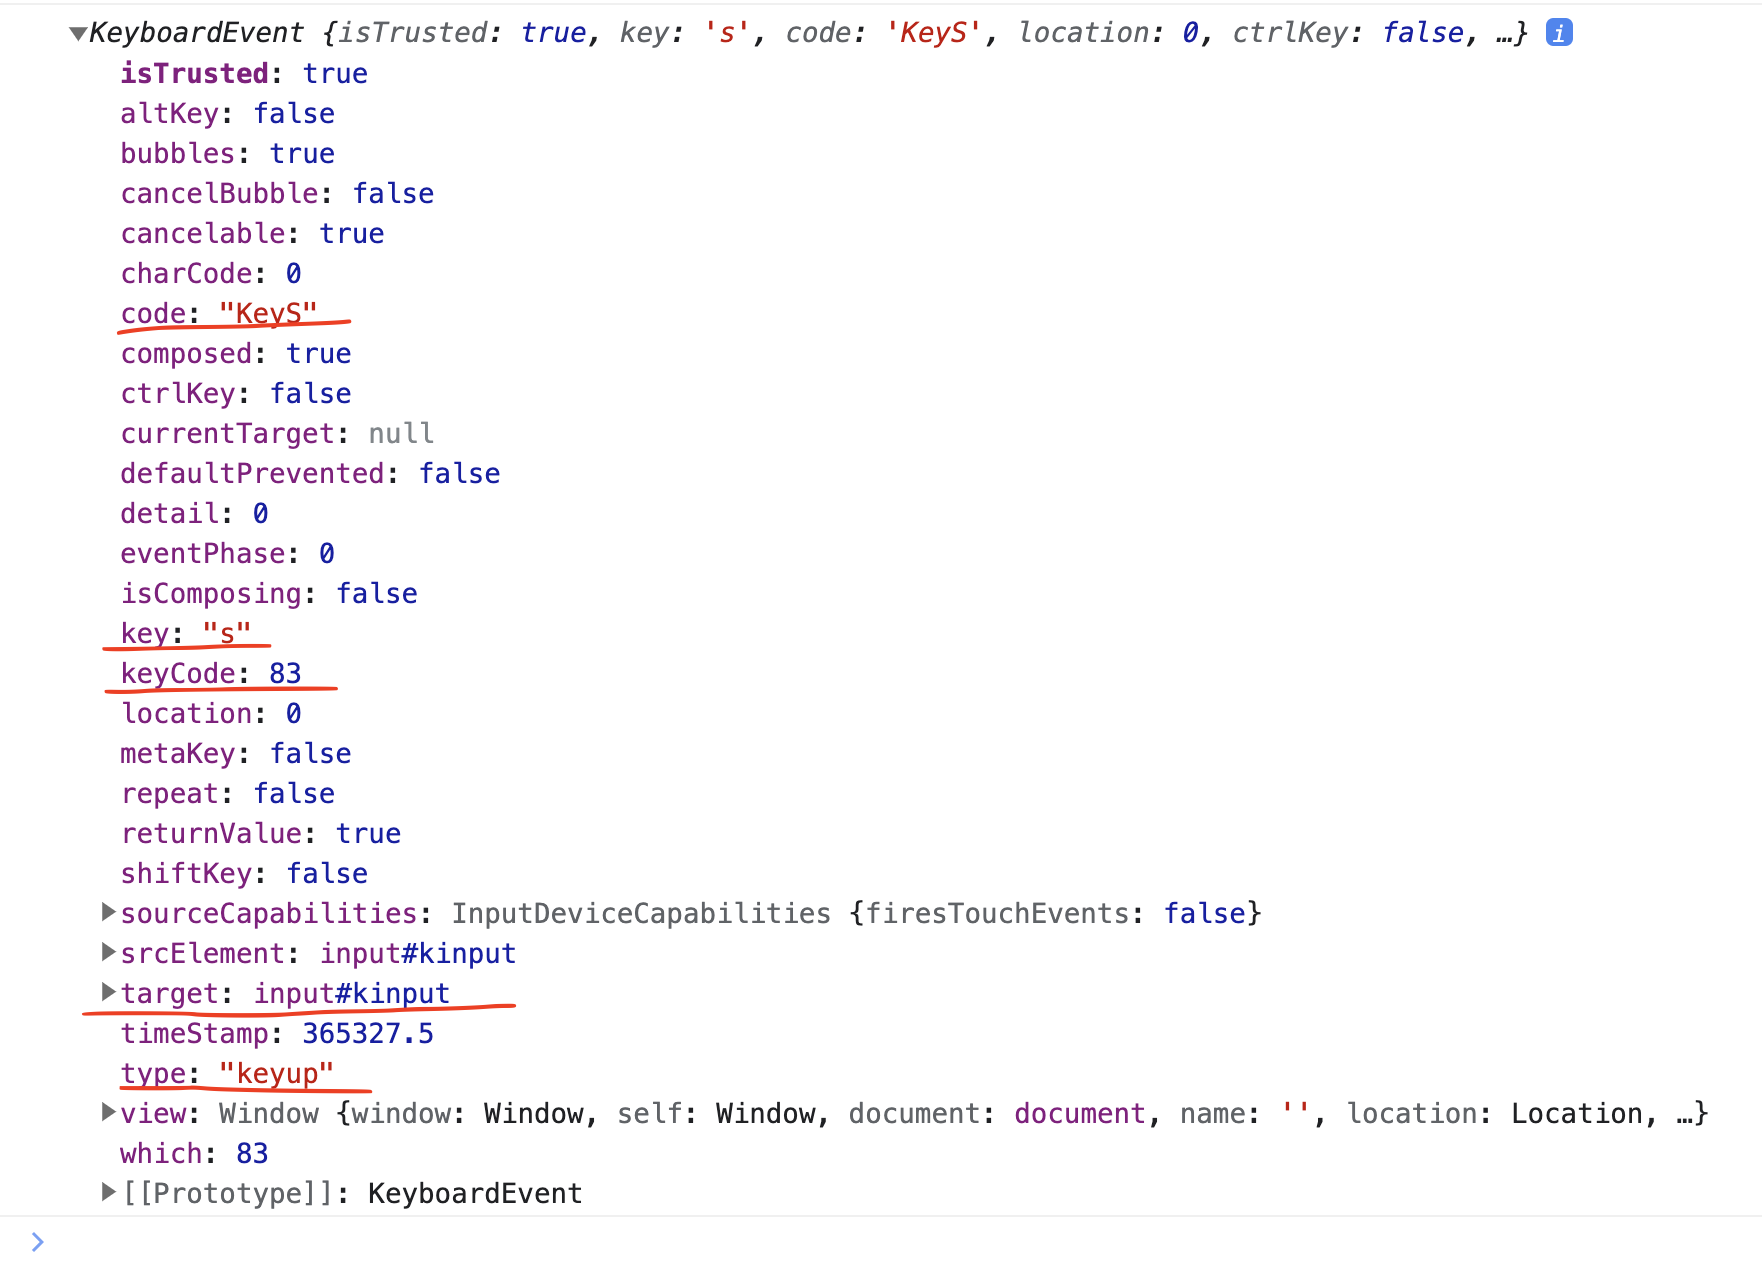 ▼KeyboardEvent {isTrusted: true, key: 's', code: 'KeyS', location: 0, ctrlKey: false, …} i
isTrusted: true
altKey: false
bubbles: true
cancelBubble: false
cancelable: true
charCode: 0
code: "KeyS"
composed: true
ctrlKey: false
currentTarget: null
defaultPrevented: false
detail: 0
eventPhase: 0
isComposing: false
key: "s"
keyCode: 83
location: 0
metaKey: false
repeat: false
returnValue: true
shiftKey: false
▶sourceCapabilities: InputDeviceCapabilities {firesTouchEvents: false}
▶srcElement: input#kinput
▶target: input#kinput
timeStamp: 365327.5
type: "keyup"
▶view: Window {window: Window, self: Window, document: document, name: '', location: Location, …}
which: 83
▶[[Prototype]]: KeyboardEvent
>